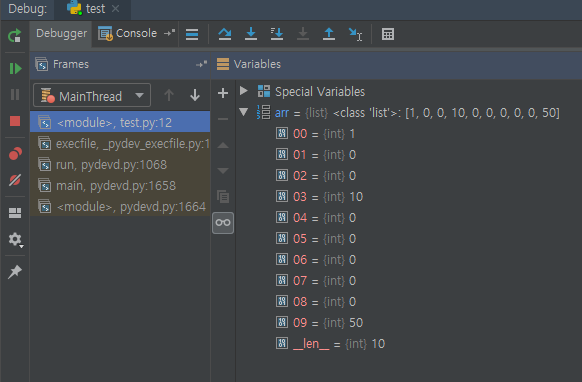 Debug: test
Debugger Console
Frames
Variables
MainThread
<module>, test.py:12
execfile, _pydev_execfile.py:1
run, pydevd.py:1068
main, pydevd.py:1658
<module>, pydevd.py:1664
Special Variables
arr = {list} <class 'list'>: [1, 0, 0, 10, 0, 0, 0, 0, 0, 50]
00 = {int} 1
01 = {int} 0
02 = {int} 0
03 = {int} 10
04 = {int} 0
05 = {int} 0
06 = {int} 0
07 = {int} 0
08 = {int} 0
09 = {int} 50
__len__ = {int} 10